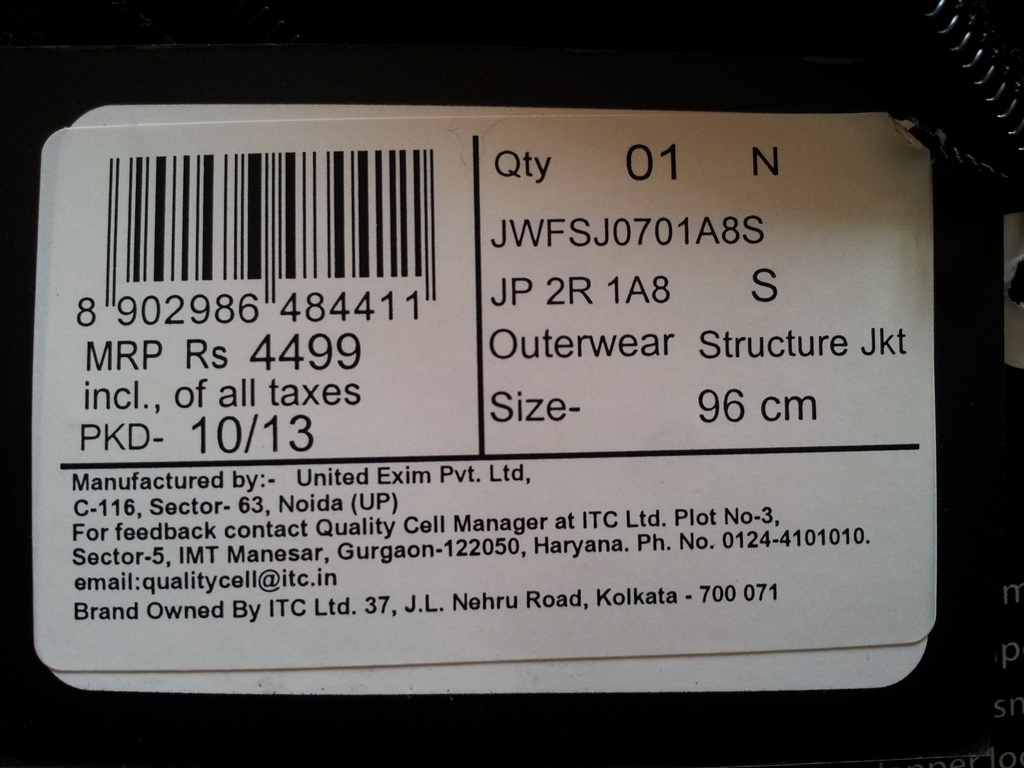 8 902986 484411
MRP Rs 4499
incl., of all taxes
PKD- 10/13
Qty 01 N
JWFSJ0701A8S
JP 2R 1A8 S
Outerwear Structure Jkt
Size- 96 cm
Manufactured by:- United Exim Pvt. Ltd,
C-116, Sector- 63, Noida (UP)
For feedback contact Quality Cell Manager at ITC Ltd. Plot No-3,
Sector-5, IMT Manesar, Gurgaon-122050, Haryana. Ph. No. 0124-4101010.
email:qualitycell@itc.in
Brand Owned By ITC Ltd. 37, J.L. Nehru Road, Kolkata - 700 071